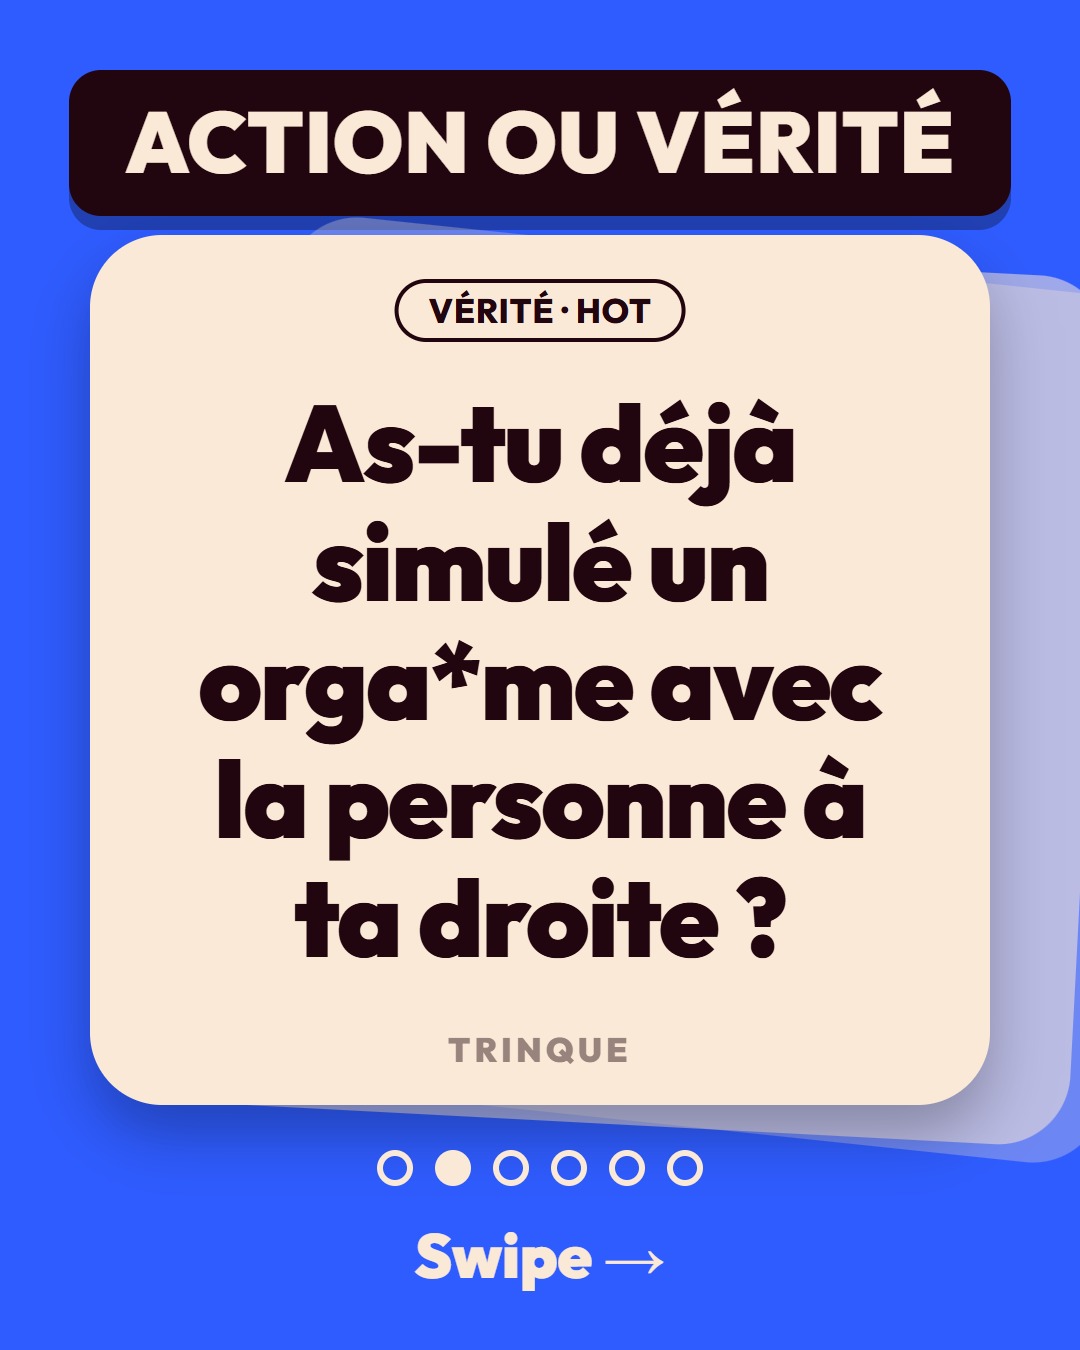 ACTION OU VÉRITÉ
VÉRITÉ · HOT
As-tu déjà
simulé un
orga*me avec
la personne à
ta droite ?
TRINQUE
Swipe →